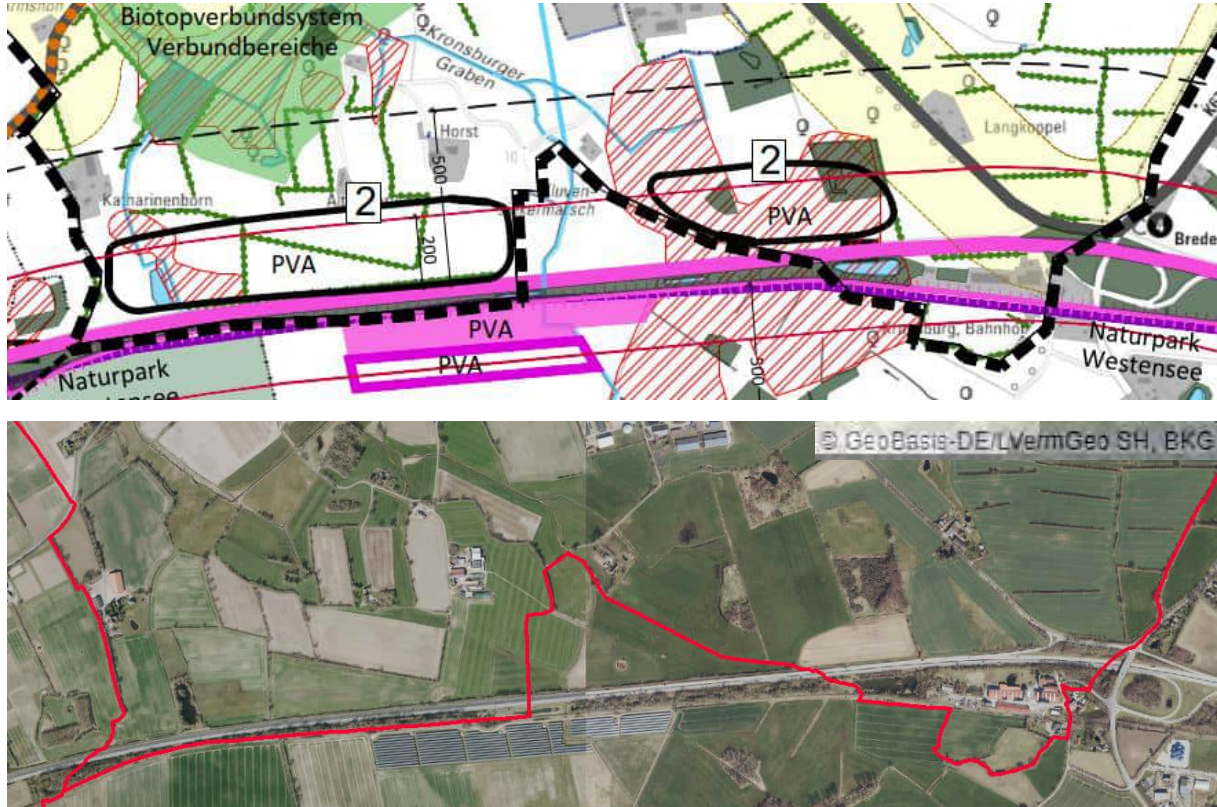 Biotopverbundsystem
Verbundbereiche
Kronsburger
Graben
Horst
Langkoppel
500
2
2
Katharinenborn
PVA
200
PVA
Brede
PVA
PVA
500
Bahnhof
Naturpark
Naturpark
Westensee
© GeoBasis-DE/LVermGeo SH, BKG